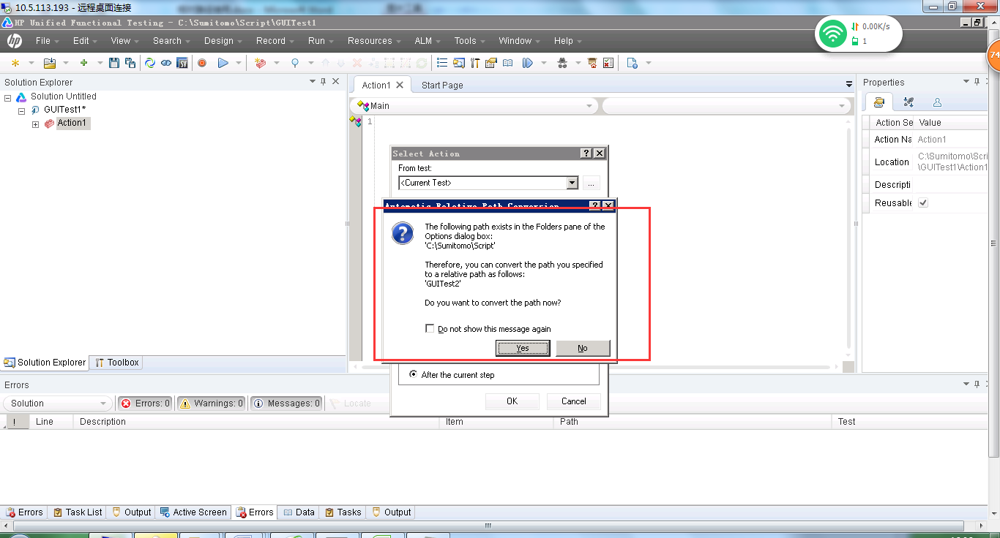 10.5.113.193 - 远程桌面连接
HP Unified Functional Testing - C:\Sumitomo\Script\GUITest1
0.00K/s
1
74
hp File Edit View Search Design Record Run Resources ALM Tools Window Help
SV
Solution Explorer
Solution Untitled
GUITest1*
Action1
Solution Explorer Toolbox
Action1 Start Page
Main
1
Select Action
From test:
<Current Test>
...
Automatic Relative Path Conversion
The following path exists in the Folders pane of the
Options dialog box:
'C:\Sumitomo\Script'
Therefore, you can convert the path you specified
to a relative path as follows:
'GUITest2'
Do you want to convert the path now?
Do not show this message again
Yes No
After the current step
OK Cancel
Properties
Action Se Value
Action Na Action1
Location C:\Sumitomo\Scri
\GUITest1\Action1
Descripti
Reusable
Errors
Solution Errors: 0 Warnings: 0 Messages: 0 Locate
! Line Description Item Path Test
Errors Task List Output Active Screen Errors Data Tasks Output